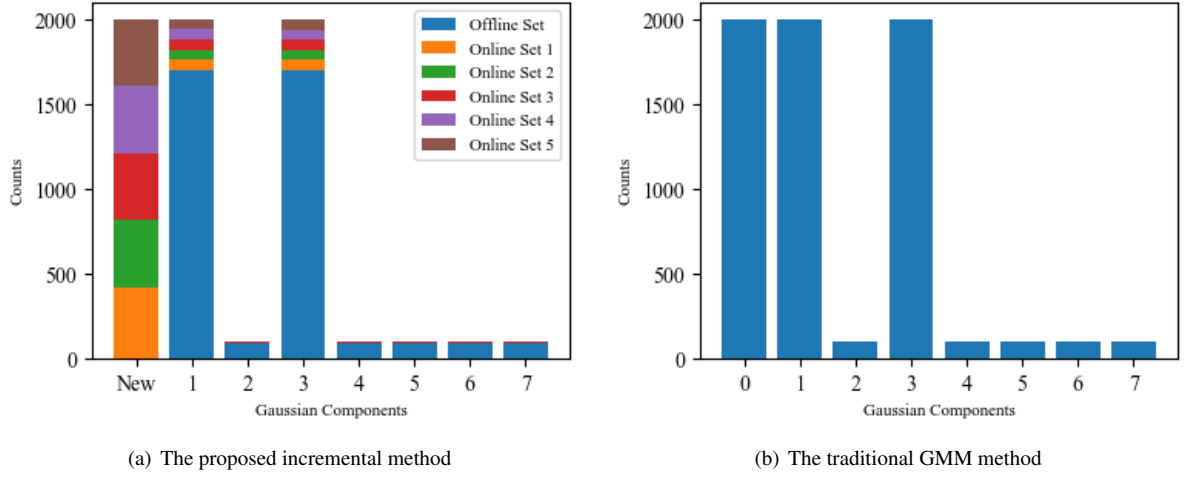 2000
1500
1000
500
0
Counts
Offline Set
Online Set 1
Online Set 2
Online Set 3
Online Set 4
Online Set 5
New 1 2 3 4 5 6 7
Gaussian Components
(a) The proposed incremental method
2000
1500
1000
500
0
Counts
0 1 2 3 4 5 6 7
Gaussian Components
(b) The traditional GMM method